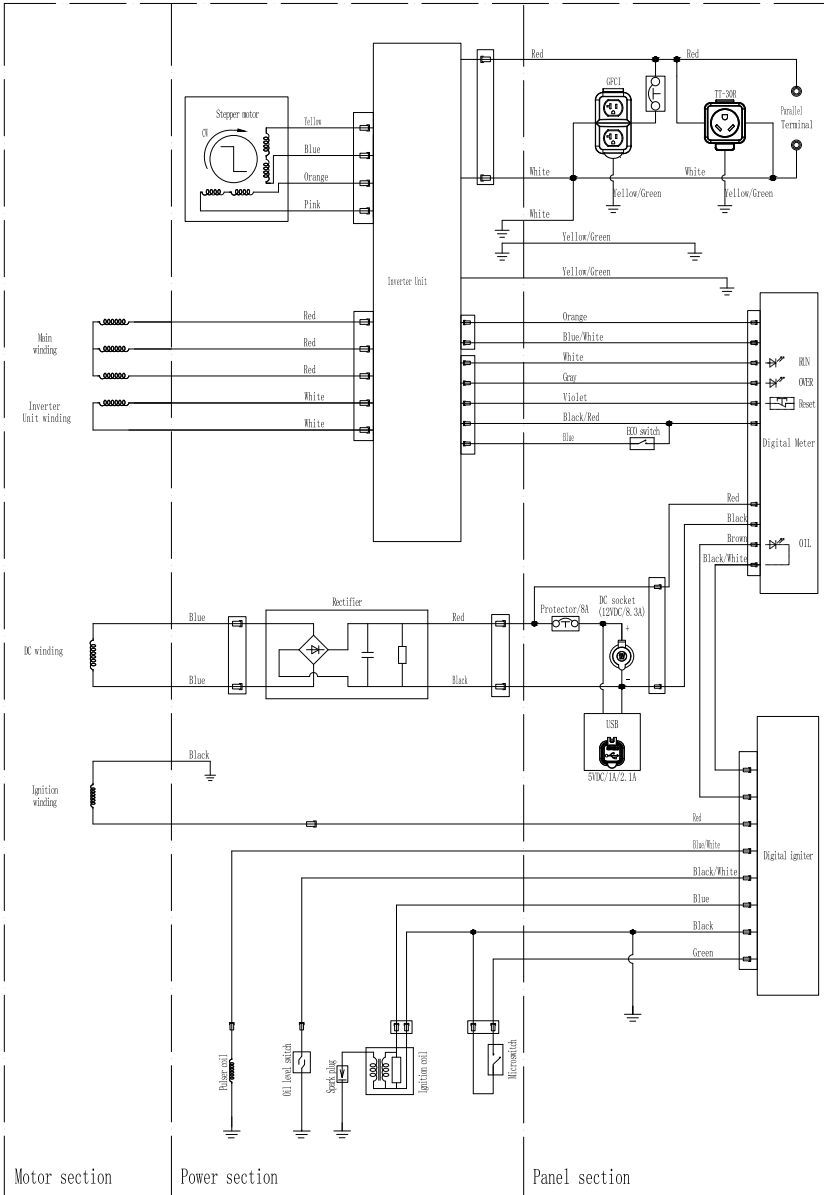 Red
Red
GFCI
TT-30R
Parallel
Terminal
Stepper motor
CW
Yellow
Blue
Orange
Pink
White
White
Yellow/Green
Yellow/Green
White
Yellow/Green
Yellow/Green
Inverter Unit
Main
winding
Red
Red
Red
Inverter
Unit winding
White
White
Orange
Blue/White
White
RUN
Gray
OVER
Violet
Reset
Black/Red
Blue
ECO switch
Digital Meter
Red
Black
Brown
OIL
Black/White
Rectifier
Protector/8A
DC socket
(12VDC/8.3A)
+
-
DC winding
Blue
Blue
Red
Black
USB
5VDC/1A/2.1A
Ignition
winding
Black
Red
Blue/White
Black/White
Blue
Black
Green
Digital igniter
Pulser coil
Oil level switch
Spark plug
Ignition coil
Microswitch
Motor section
Power section
Panel section